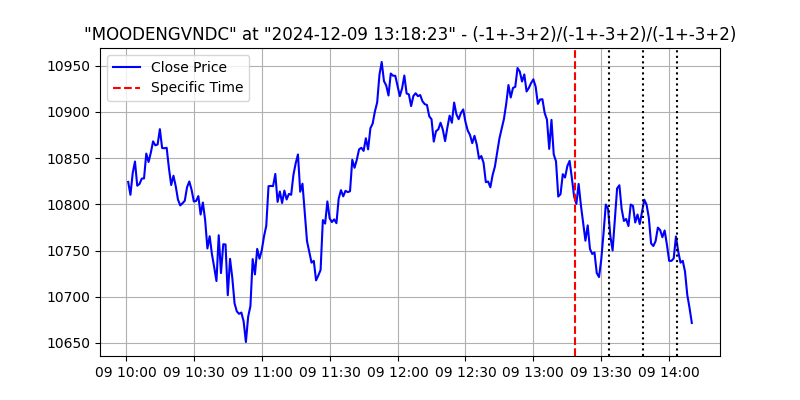 "MOODENGVNDC" at "2024-12-09 13:18:23" - (-1+-3+2)/(-1+-3+2)/(-1+-3+2)
Close Price
Specific Time
10950
10900
10850
10800
10750
10700
10650
09 10:00 09 10:30 09 11:00 09 11:30 09 12:00 09 12:30 09 13:00 09 13:30 09 14:00